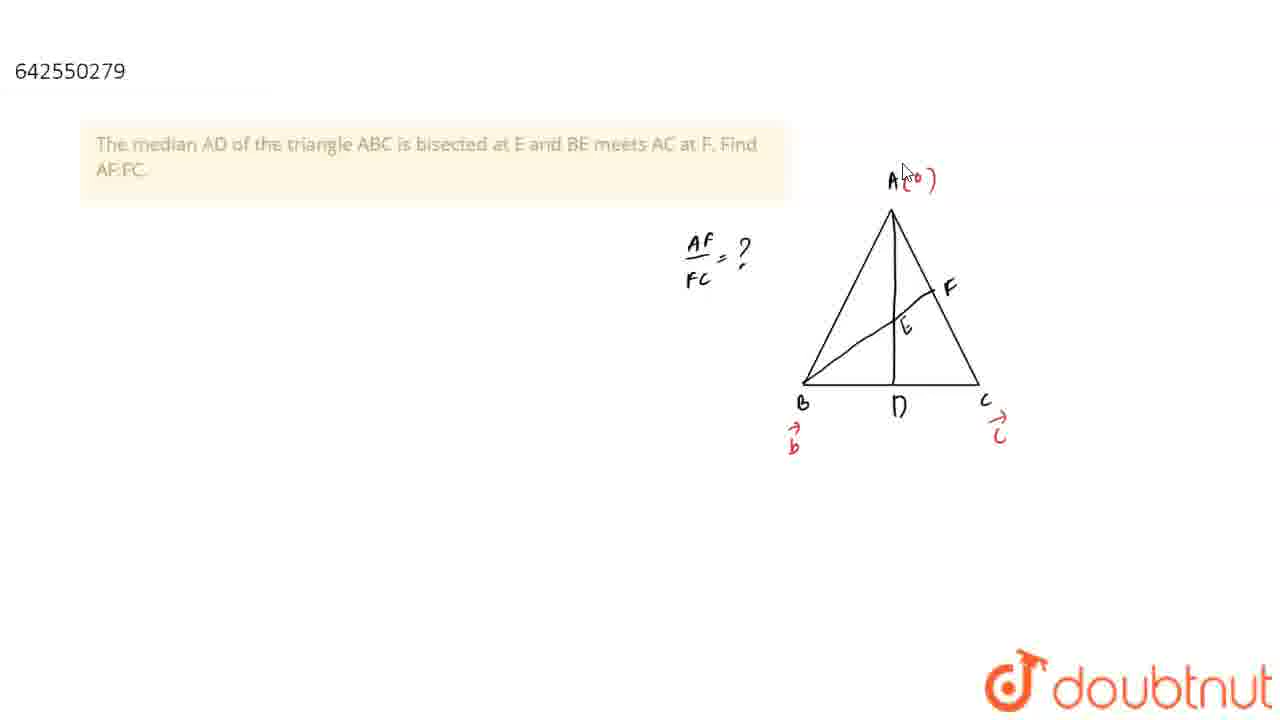 642550279
The median AD of the triangle ABC is bisected at E and BE meets AC at F. Find
AF:FC.
A(0)
AF/FC = ?
F
E
B
D
C
b
c
doubtnut